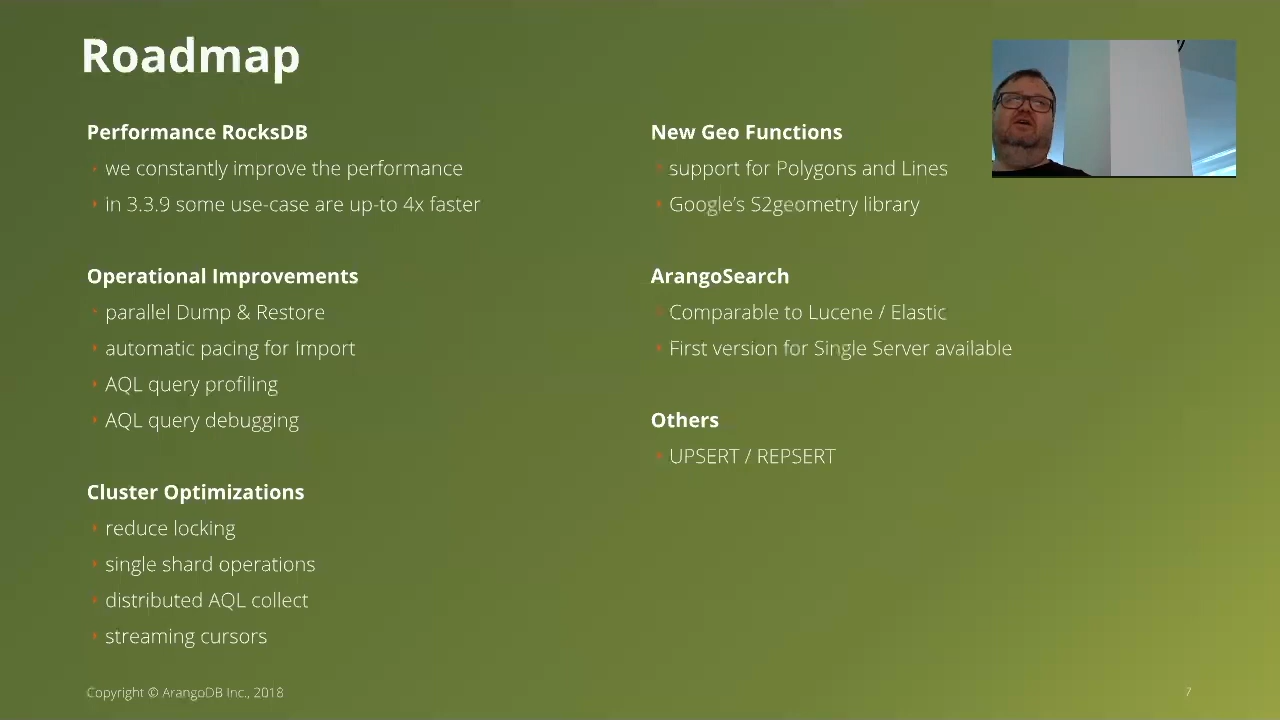 Roadmap
Performance RocksDB
we constantly improve the performance
in 3.3.9 some use-case are up-to 4x faster
Operational Improvements
parallel Dump & Restore
automatic pacing for Import
AQL query profiling
AQL query debugging
Cluster Optimizations
reduce locking
single shard operations
distributed AQL collect
streaming cursors
New Geo Functions
support for Polygons and Lines
Google's S2geometry library
ArangoSearch
Comparable to Lucene / Elastic
First version for Single Server available
Others
UPSERT / REPSERT
Copyright © ArangoDB Inc., 2018
7